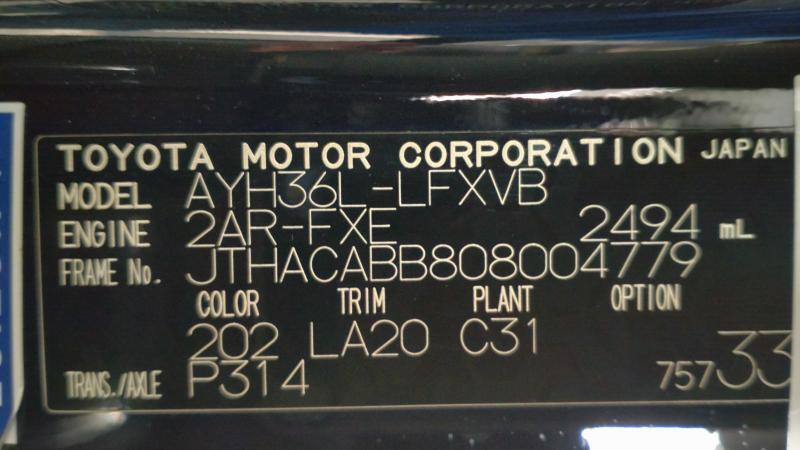 TOYOTA MOTOR CORPORATION JAPAN
MODEL AYH36L-LFXVB
ENGINE 2AR-FXE 2494 mL
FRAME No. JTHACABB808004779
COLOR TRIM PLANT OPTION
202 LA20 C31
TRANS./AXLE P314 75733